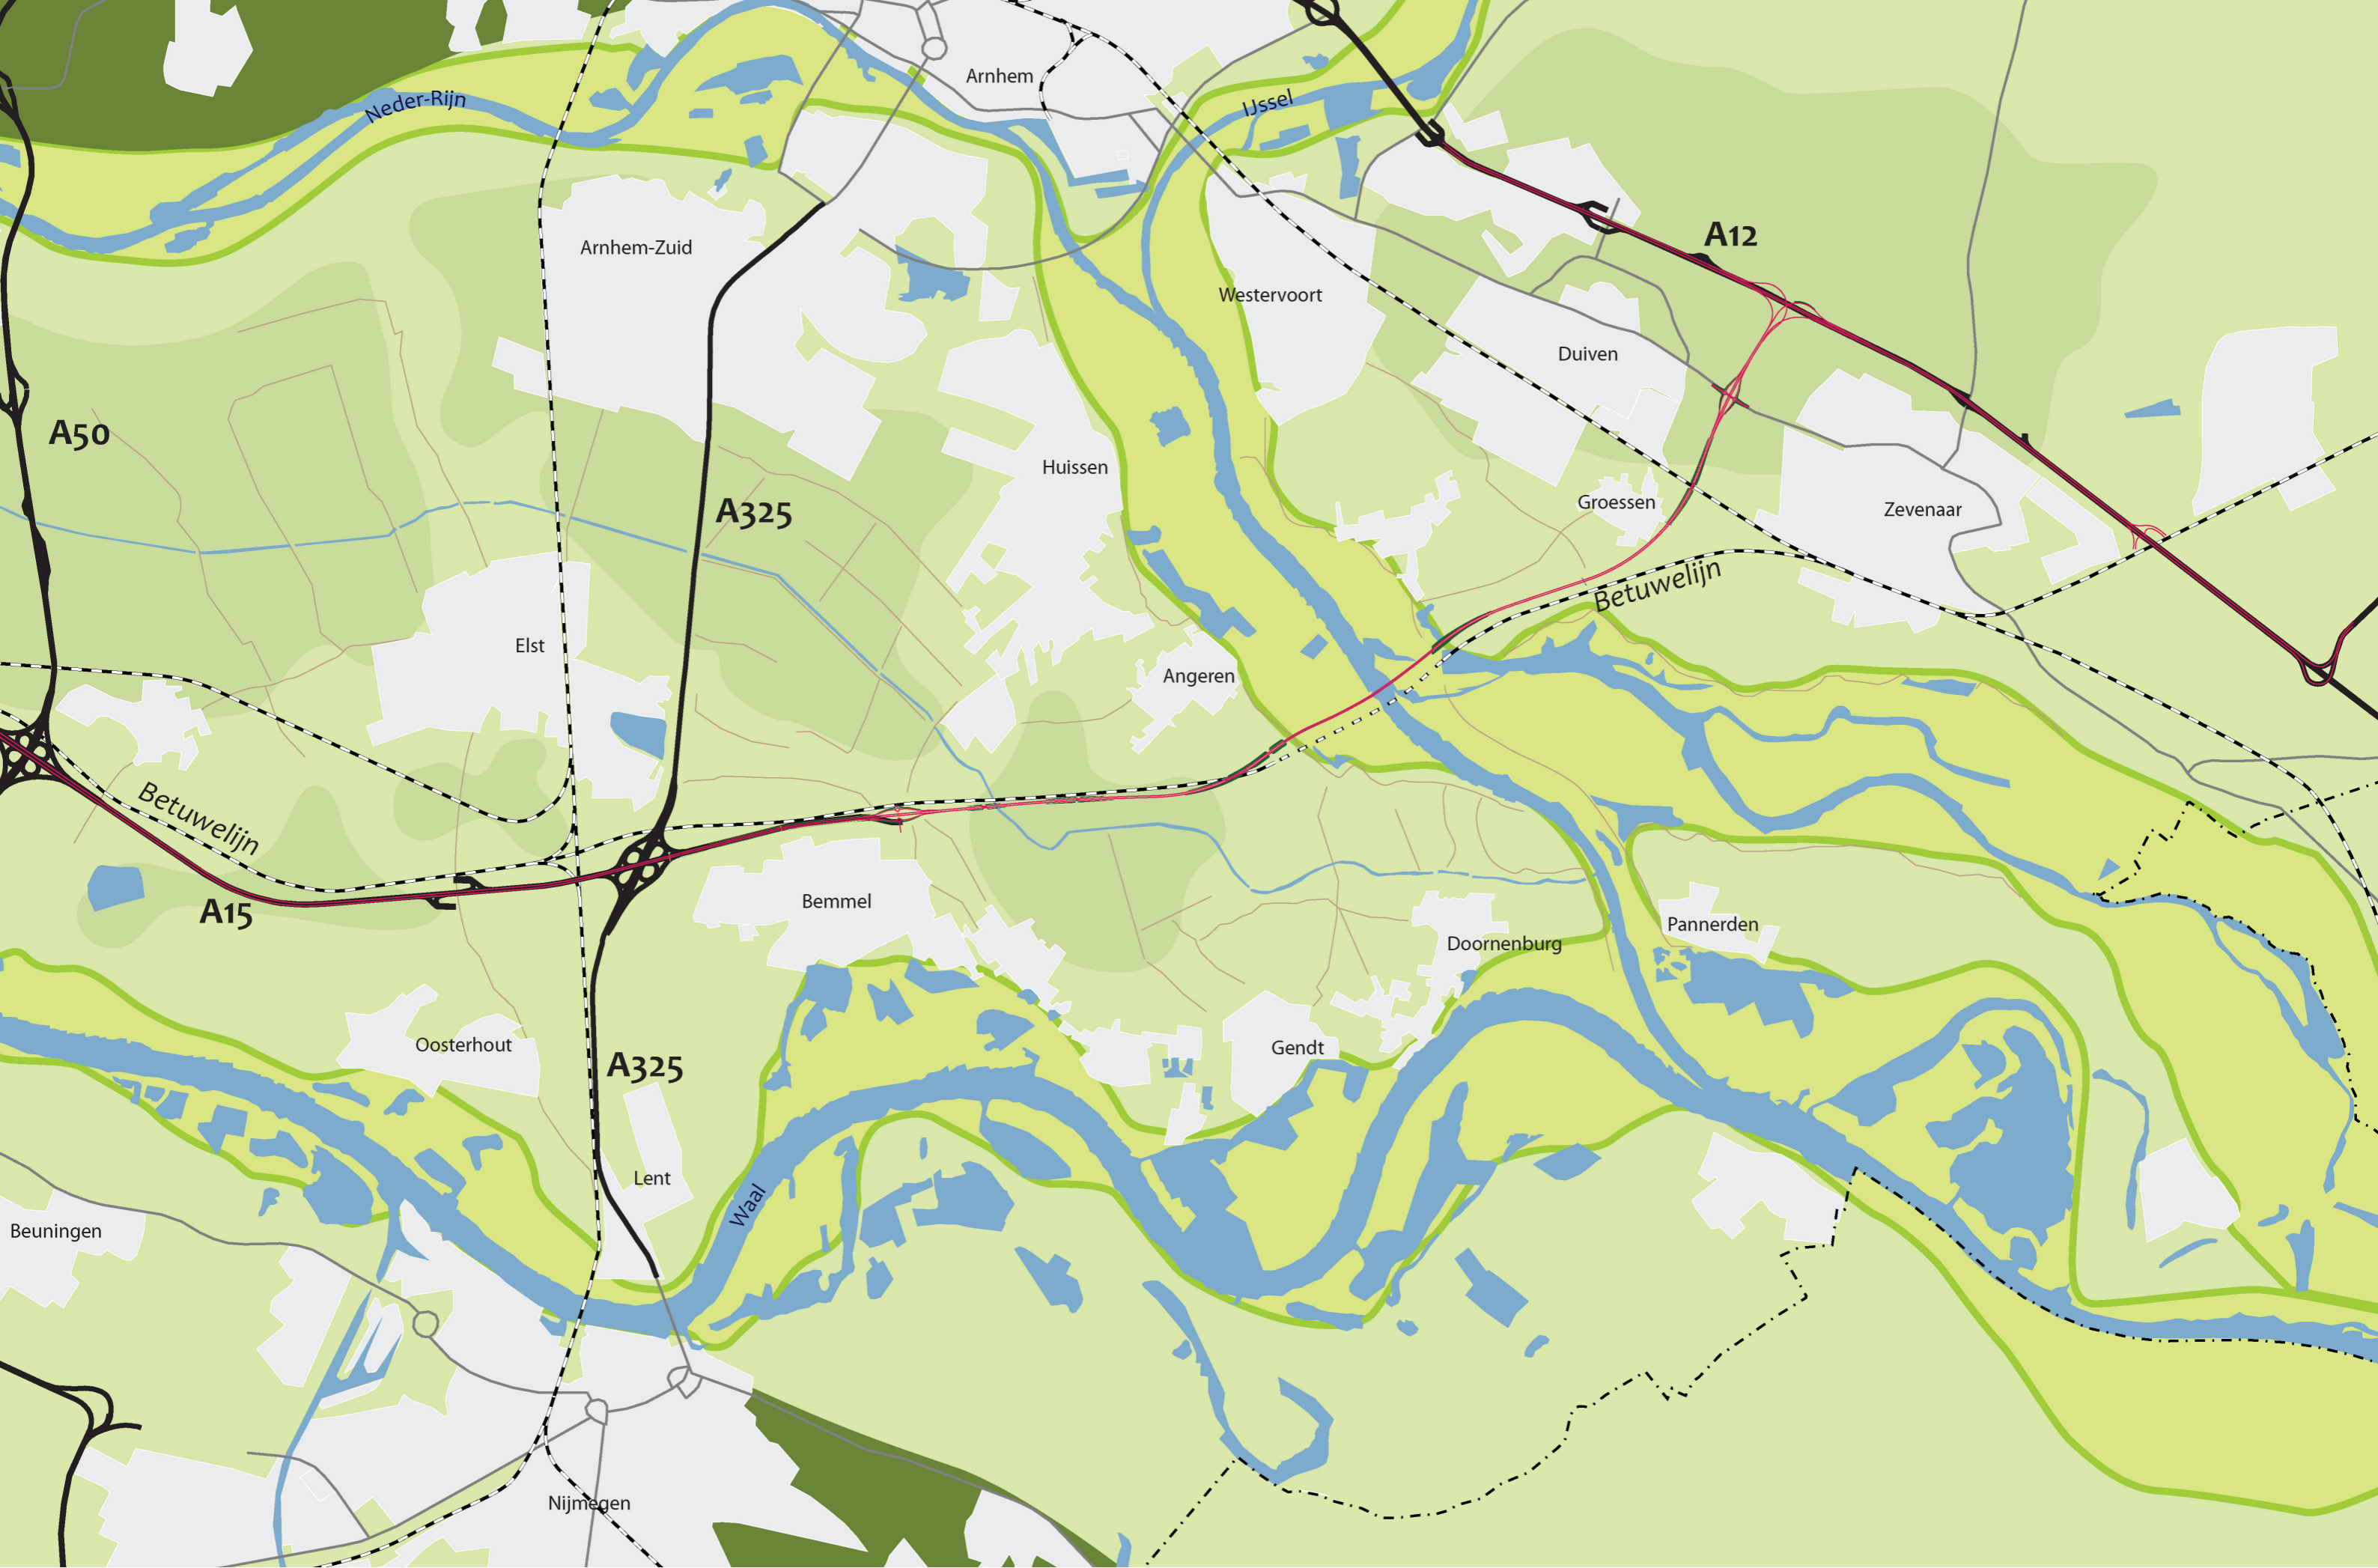 Arnhem
Neder-Rijn
IJssel
Arnhem-Zuid
A12
Westervoort
Duiven
A50
Huissen
A325
Groessen
Zevenaar
Betuwelijn
Elst
Angeren
Betuwelijn
A15
Bemmel
Pannerden
Doornenburg
Oosterhout
Gendt
A325
Lent
Waal
Beuningen
Nijmegen